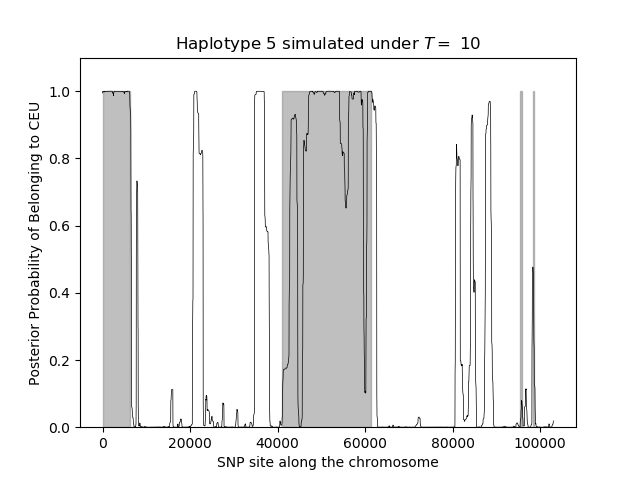 Haplotype 5 simulated under T = 10
Posterior Probability of Belonging to CEU
1.0
0.8
0.6
0.4
0.2
0.0
0 20000 40000 60000 80000 100000
SNP site along the chromosome